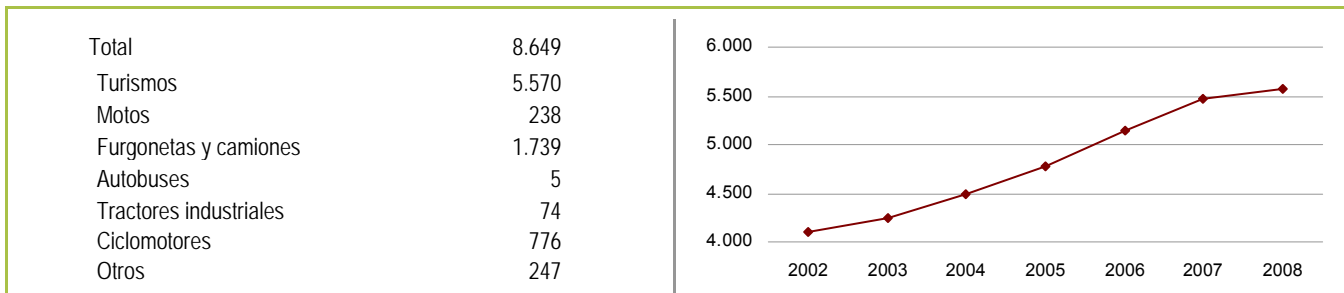 Total 8.649
Turismos 5.570
Motos 238
Furgonetas y camiones 1.739
Autobuses 5
Tractores industriales 74
Ciclomotores 776
Otros 247
6.000
5.500
5.000
4.500
4.000
2002 2003 2004 2005 2006 2007 2008